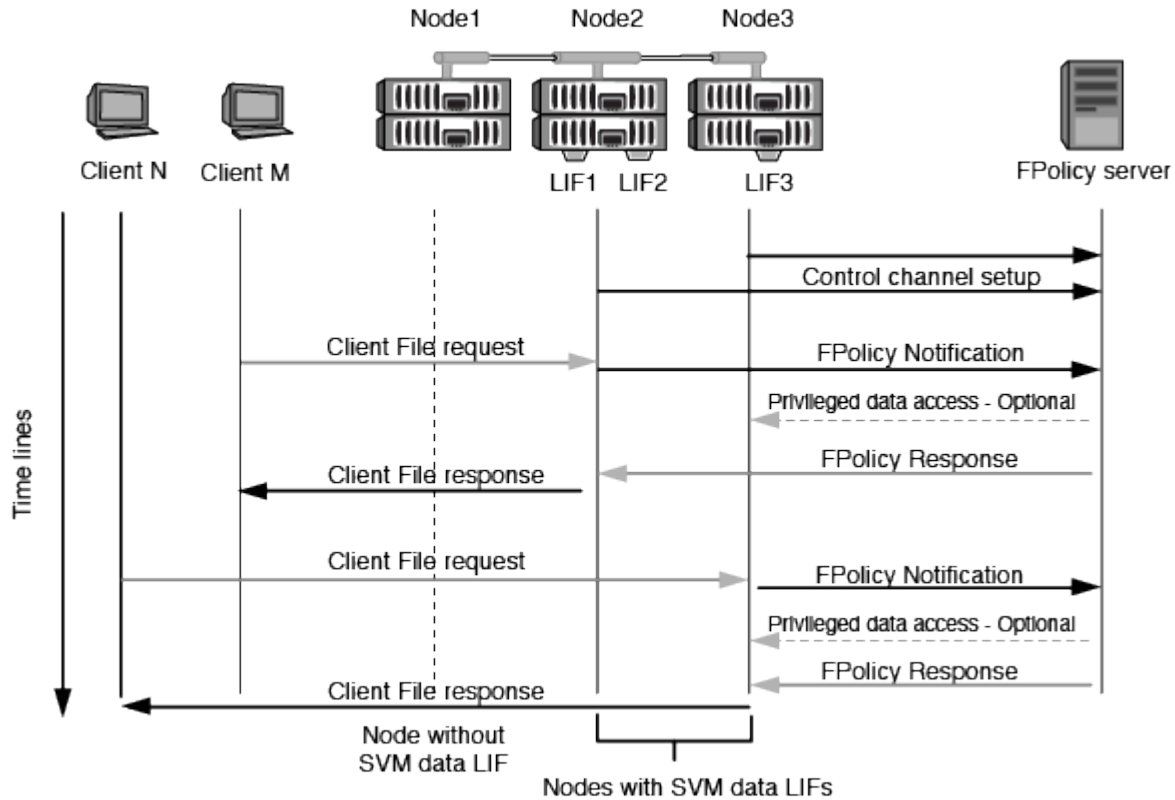 Node1
Node2
Node3
Client N
Client M
LIF1
LIF2
LIF3
FPolicy server
Control channel setup
Client File request
FPolicy Notification
Privileged data access - Optional
FPolicy Response
Client File response
Client File request
FPolicy Notification
Privileged data access - Optional
FPolicy Response
Client File response
Time lines
Node without
SVM data LIF
Nodes with SVM data LIFs